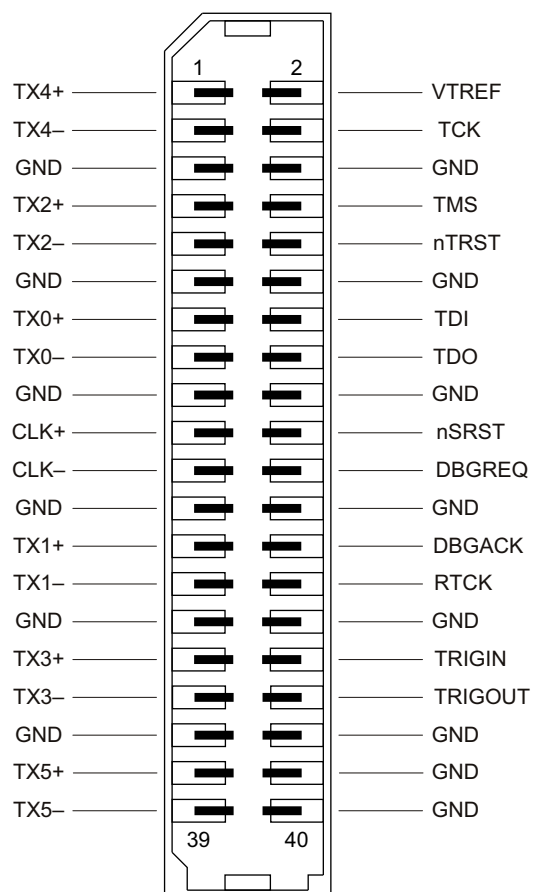 1 2
TX4+ VTREF
TX4– TCK
GND GND
TX2+ TMS
TX2– nTRST
GND GND
TX0+ TDI
TX0– TDO
GND GND
CLK+ nSRST
CLK– DBGREQ
GND GND
TX1+ DBGACK
TX1– RTCK
GND GND
TX3+ TRIGIN
TX3– TRIGOUT
GND GND
TX5+ GND
TX5– GND
39 40